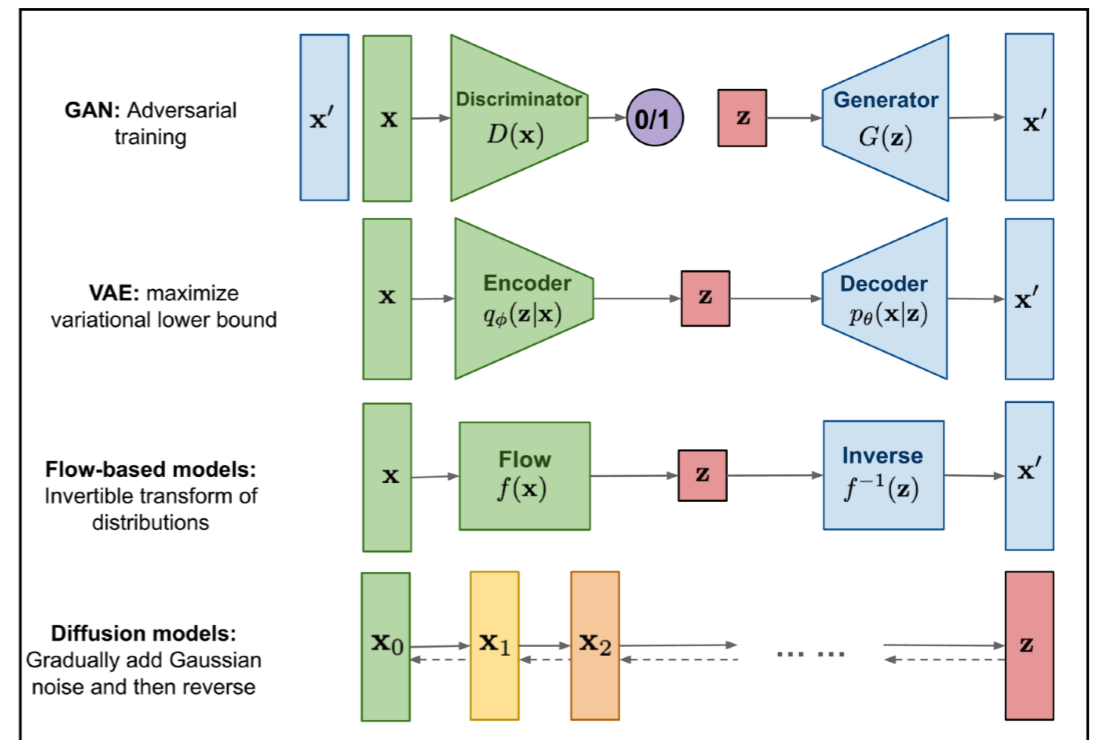 GAN: Adversarial
training
x′
x
Discriminator
D(x)
0/1
z
Generator
G(z)
x′
VAE: maximize
variational lower bound
x
Encoder
qϕ(z|x)
z
Decoder
pθ(x|z)
x′
Flow-based models:
Invertible transform of
distributions
x
Flow
f(x)
z
Inverse
f⁻¹(z)
x′
Diffusion models:
Gradually add Gaussian
noise and then reverse
x₀
x₁
x₂
... ...
z